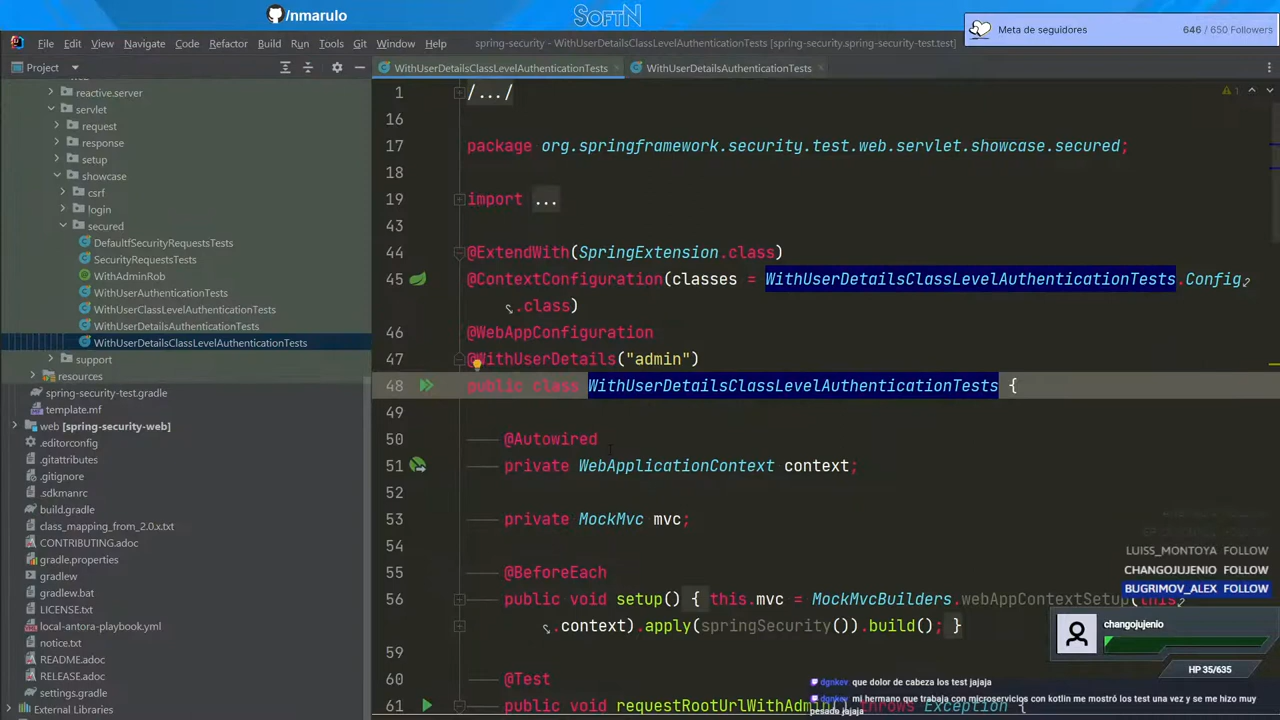 /nmarulo
SOFTN
Meta de seguidores
646 / 650 Followers
File Edit View Navigate Code Refactor Build Run Tools Git Window Help
spring-security – WithUserDetailsClassLevelAuthenticationTests [spring-security.spring-security-test.test]
Project
WithUserDetailsClassLevelAuthenticationTests
WithUserDetailsAuthenticationTests
reactive.server
servlet
request
response
setup
showcase
csrf
login
secured
DefaultfSecurityRequestsTests
SecurityRequestsTests
WithAdminRob
WithUserAuthenticationTests
WithUserClassLevelAuthenticationTests
WithUserDetailsAuthenticationTests
WithUserDetailsClassLevelAuthenticationTests
support
resources
spring-security-test.gradle
template.mf
web [spring-security-web]
.editorconfig
.gitattributes
.gitignore
.sdkmanrc
build.gradle
class_mapping_from_2.0.x.txt
CONTRIBUTING.adoc
gradle.properties
gradlew
gradlew.bat
LICENSE.txt
local-antora-playbook.yml
notice.txt
README.adoc
RELEASE.adoc
settings.gradle
External Libraries
1 /.../
16
17 package org.springframework.security.test.web.servlet.showcase.secured;
18
19 import ...
43
44 @ExtendWith(SpringExtension.class)
45 @ContextConfiguration(classes = WithUserDetailsClassLevelAuthenticationTests.Config
.class)
46 @WebAppConfiguration
47 @WithUserDetails("admin")
48 public class WithUserDetailsClassLevelAuthenticationTests {
49
50 @Autowired
51 private WebApplicationContext context;
52
53 private MockMvc mvc;
54
55 @BeforeEach
56 public void setup() { this.mvc = MockMvcBuilders.webAppContextSetup(this
.context).apply(springSecurity()).build(); }
59
60 @Test
61 public void requestRootUrlWithAdmin() throws Exception {
1
LUISS_MONTOYA FOLLOW
CHANGOJUJENIO FOLLOW
BUGRIMOV_ALEX FOLLOW
changojujenio
HP 35/635
dgnkov que dolor de cabeza los test jajaja
dgnkov mi hermano que trabaja con microservicios con kotlin me mostró los test una vez y se me hizo muy
pesado jajaja